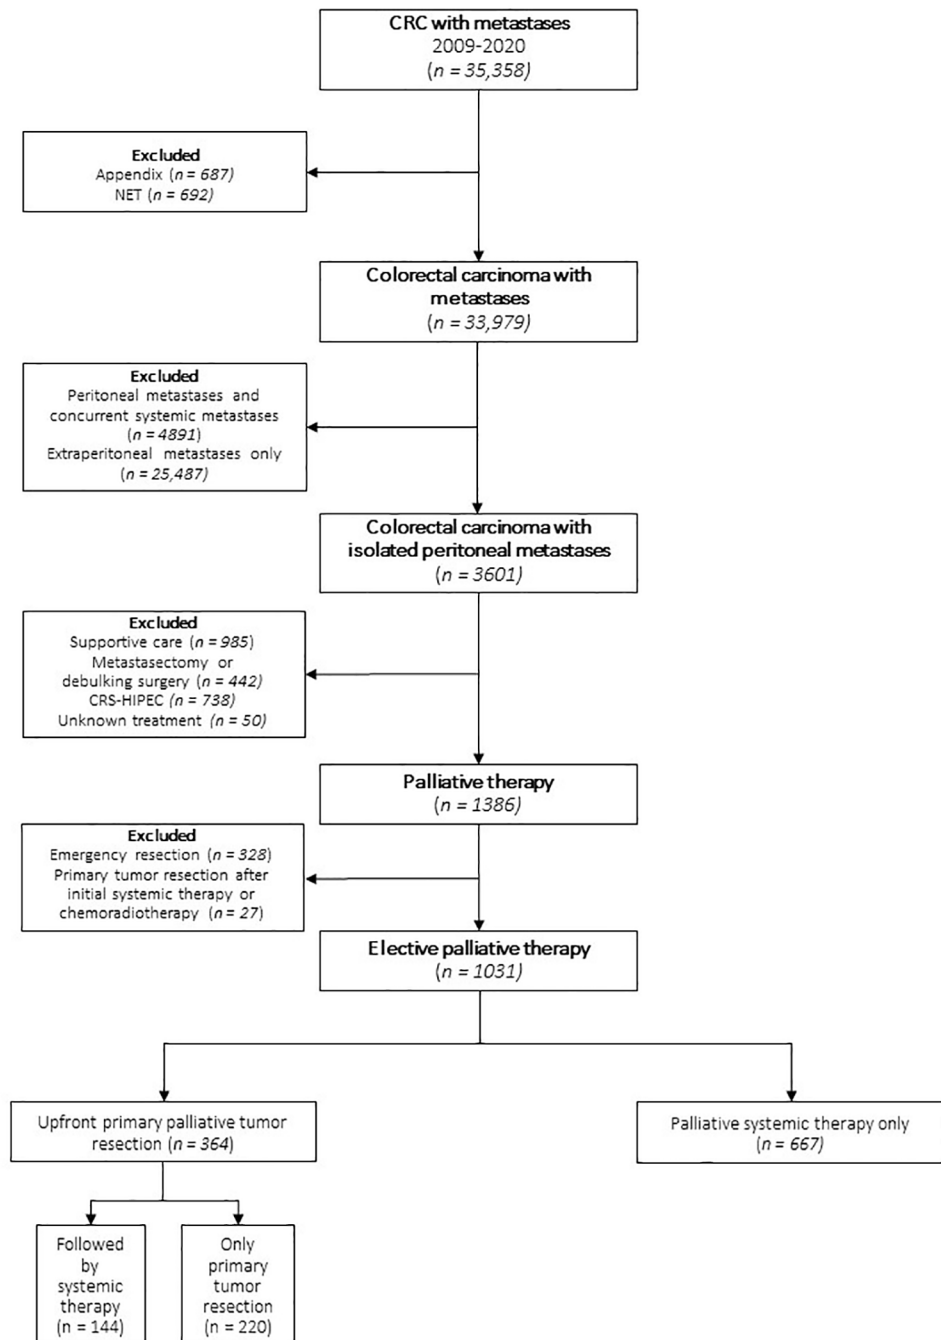 CRC with metastases
2009-2020
(n = 35,358)
Excluded
Appendix (n = 687)
NET (n = 692)
Colorectal carcinoma with
metastases
(n = 33,979)
Excluded
Peritoneal metastases and
concurrent systemic metastases
(n = 4891)
Extraperitoneal metastases only
(n = 25,487)
Colorectal carcinoma with
isolated peritoneal metastases
(n = 3601)
Excluded
Supportive care (n = 985)
Metastasectomy or
debulking surgery (n = 442)
CRS-HIPEC (n = 738)
Unknown treatment (n = 50)
Palliative therapy
(n = 1386)
Excluded
Emergency resection (n = 328)
Primary tumor resection after
initial systemic therapy or
chemoradiotherapy (n = 27)
Elective palliative therapy
(n = 1031)
Upfront primary palliative tumor
resection (n = 364)
Palliative systemic therapy only
(n = 667)
Followed
by
systemic
therapy
(n = 144)
Only
primary
tumor
resection
(n = 220)